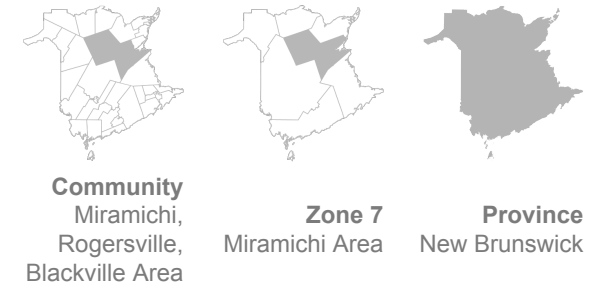 Community
Miramichi,
Rogersville,
Blackville Area
Zone 7
Miramichi Area
Province
New Brunswick